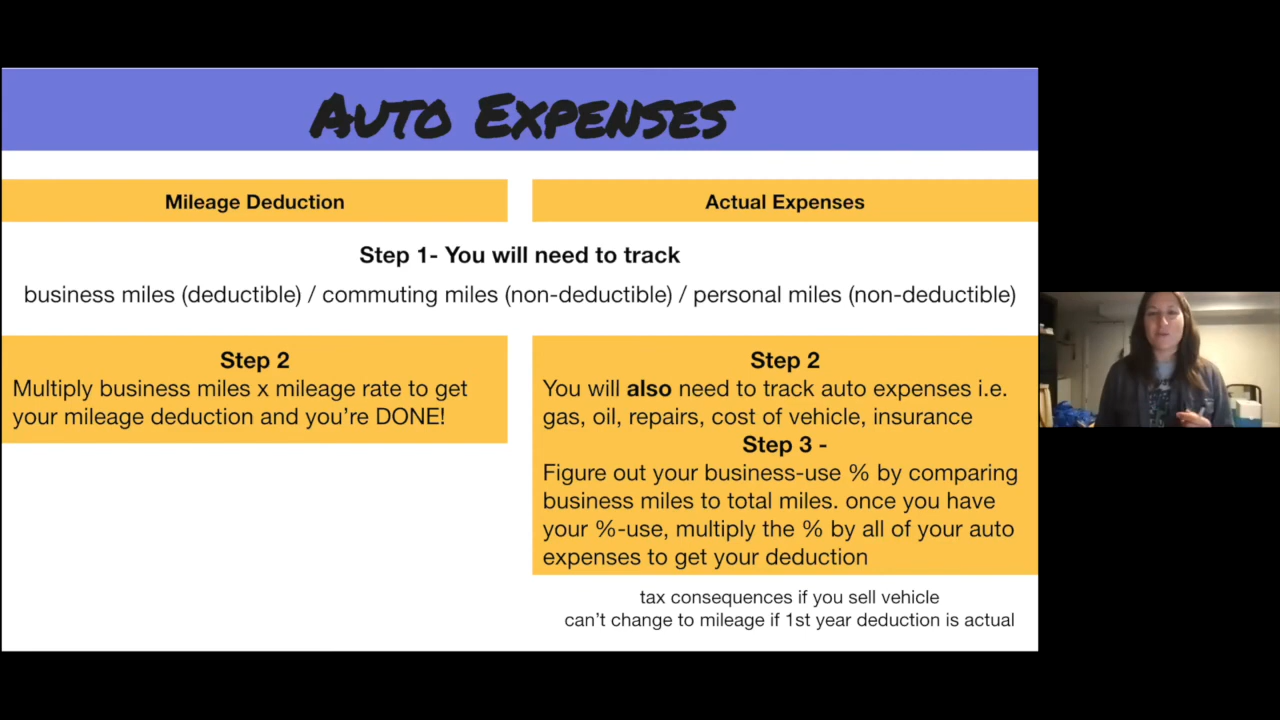 AUTO EXPENSES
Mileage Deduction
Actual Expenses
Step 1- You will need to track
business miles (deductible) / commuting miles (non-deductible) / personal miles (non-deductible)
Step 2
Multiply business miles x mileage rate to get
your mileage deduction and you're DONE!
Step 2
You will also need to track auto expenses i.e.
gas, oil, repairs, cost of vehicle, insurance
Step 3 -
Figure out your business-use % by comparing
business miles to total miles. once you have
your %-use, multiply the % by all of your auto
expenses to get your deduction
tax consequences if you sell vehicle
can't change to mileage if 1st year deduction is actual